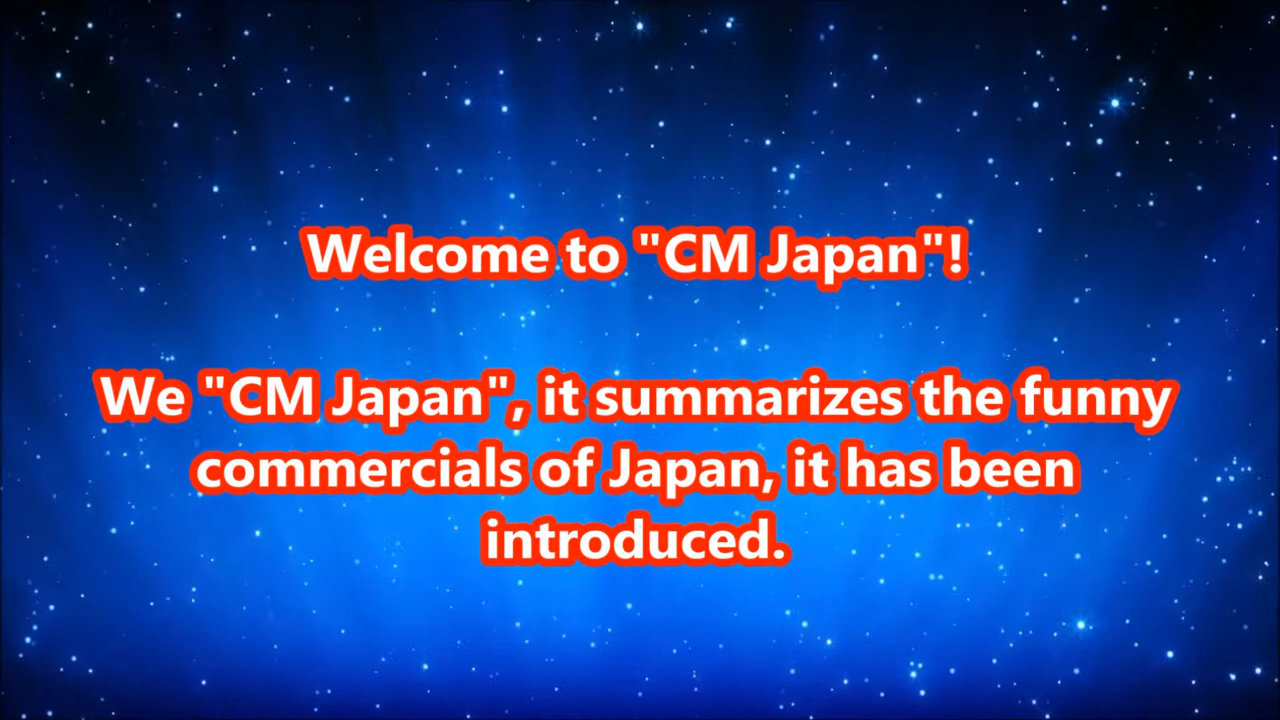 Welcome to "CM Japan"!
We "CM Japan", it summarizes the funny
commercials of Japan, it has been
introduced.